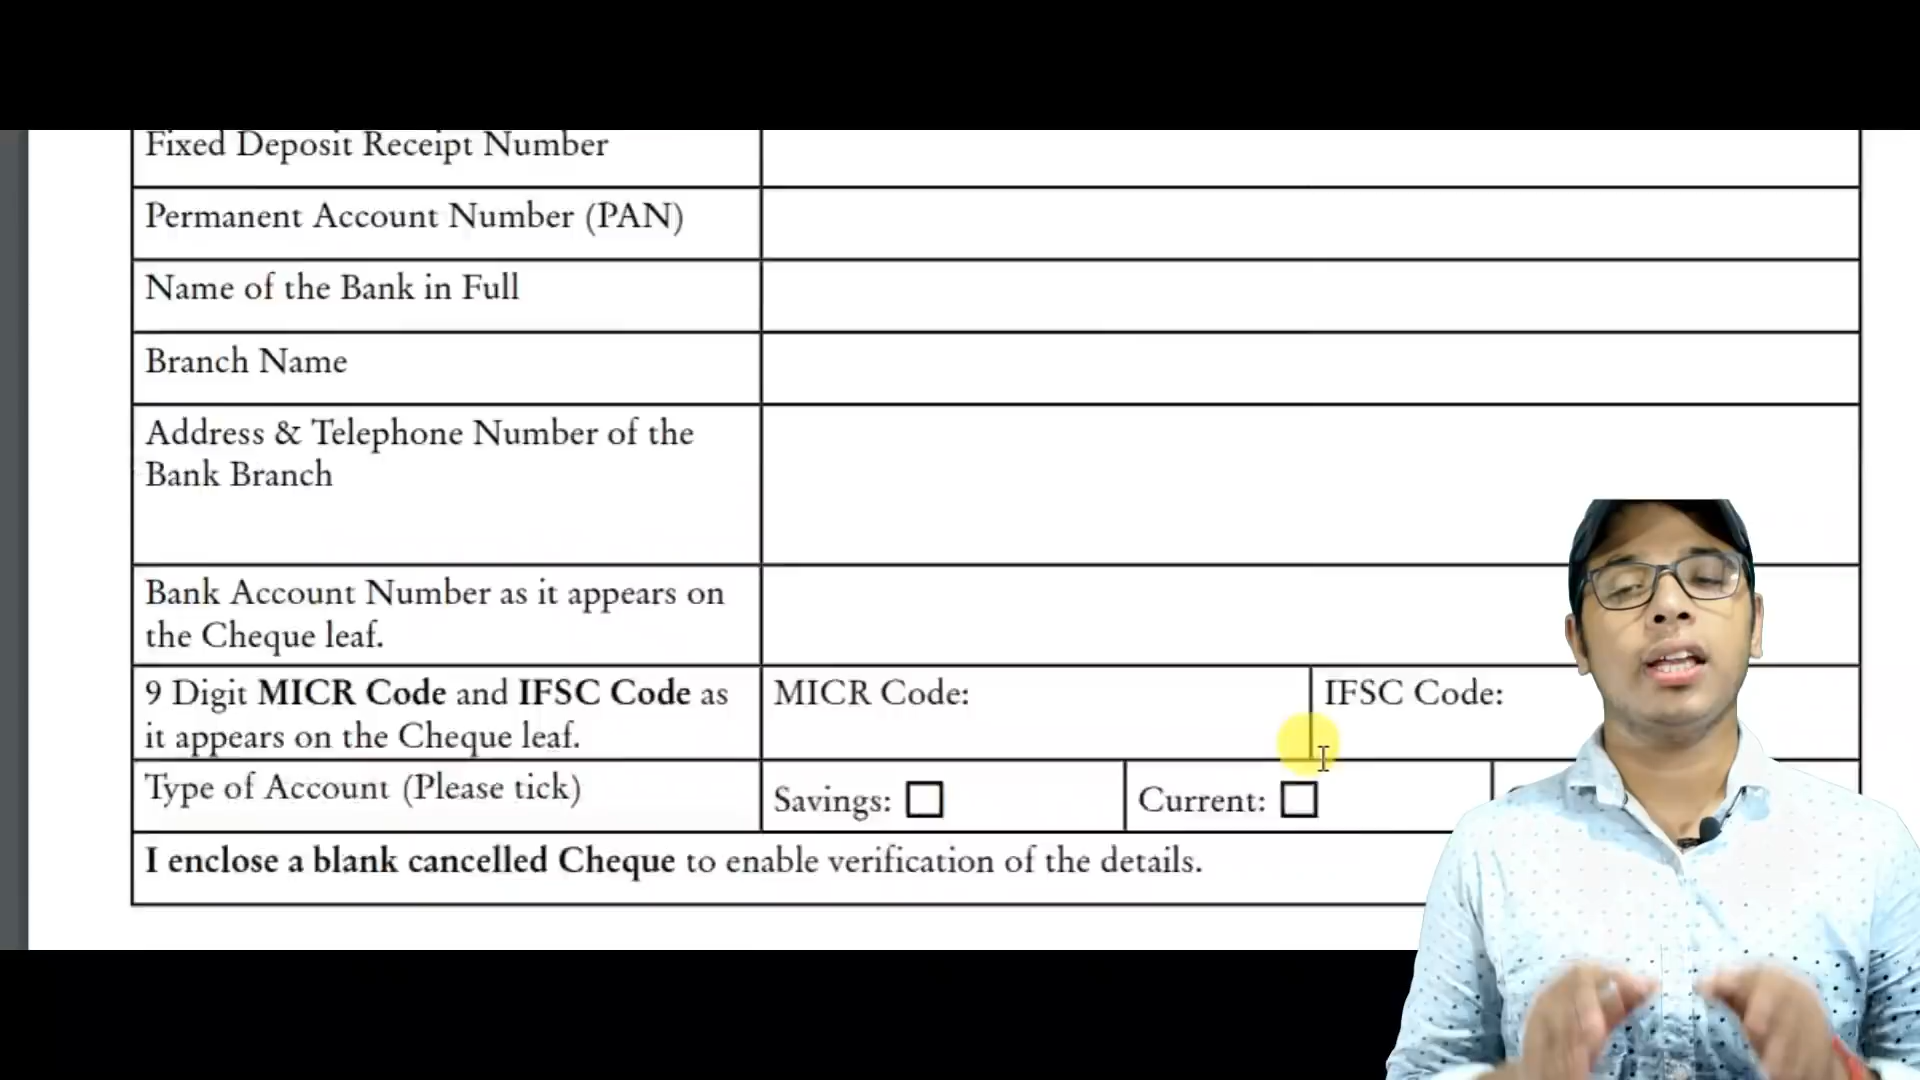 Fixed Deposit Receipt Number
Permanent Account Number (PAN)
Name of the Bank in Full
Branch Name
Address & Telephone Number of the
Bank Branch
Bank Account Number as it appears on
the Cheque leaf.
9 Digit MICR Code and IFSC Code as
it appears on the Cheque leaf.
MICR Code:
IFSC Code:
Type of Account (Please tick)
Savings:
Current:
I enclose a blank cancelled Cheque to enable verification of the details.